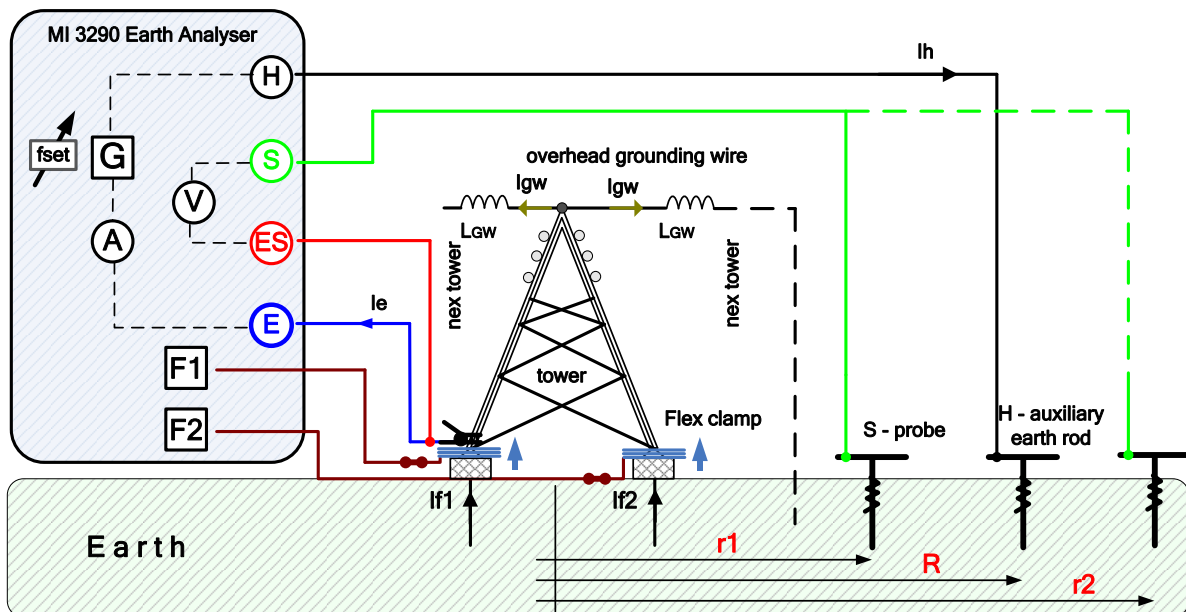 MI 3290 Earth Analyser
H
Ih
fset
G
S
overhead grounding wire
V
Igw
Igw
A
ES
LGW
LGW
nex tower
nex tower
Ie
E
F1
tower
F2
Flex clamp
S - probe
H - auxiliary
earth rod
If1
If2
Earth
r1
R
r2